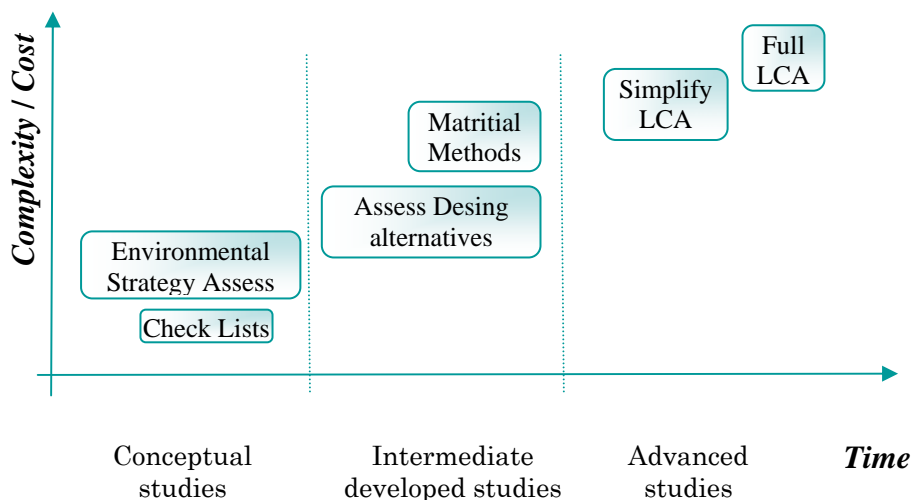 Complexity / Cost
Full
LCA
Simplify
LCA
Matritial
Methods
Assess Desing
alternatives
Environmental
Strategy Assess
Check Lists
Conceptual
studies
Intermediate
developed studies
Advanced
studies
Time